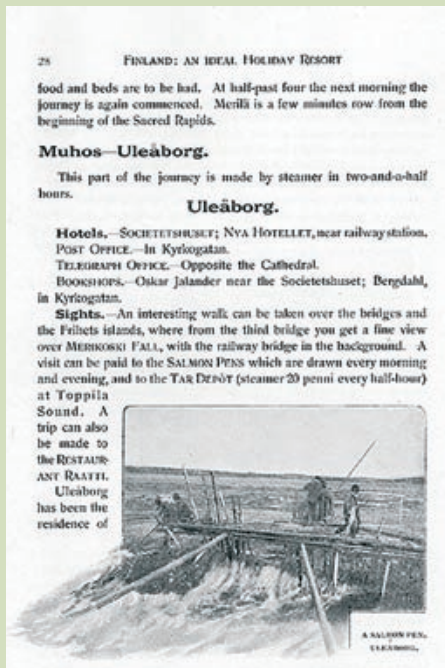 28 FINLAND: AN IDEAL HOLIDAY RESORT
food and beds are to be had. At half-past four the next morning the
journey is again commenced. Merilä is a few minutes row from the
beginning of the Sacred Rapids.
Muhos—Uleåborg.
This part of the journey is made by steamer in two-and-a-half
hours.
Uleåborg.
Hotels.—SOCIETETSHUSET; NYA HOTELLET, near railway station.
POST OFFICE.—In Kyrkogatan.
TELEGRAPH OFFICE.—Opposite the Cathedral.
BOOKSHOPS.—Oskar Jalander near the Societetshuset; Bergdahl,
in Kyrkogatan.
Sights.—An interesting walk can be taken over the bridges and
the Frihets islands, where from the third bridge you get a fine view
over MERIKOSKI FALL, with the railway bridge in the background. A
visit can be paid to the SALMON PENS which are drawn every morning
and evening, and to the TAR DEPÔT (steamer 20 penni every half-hour)
at Toppila
Sound. A
trip can also
be made to
the RESTAUR-
ANT RAATTI.
Uleåborg
has been the
residence of
A SALMON PEN,
ULEÅBORG.